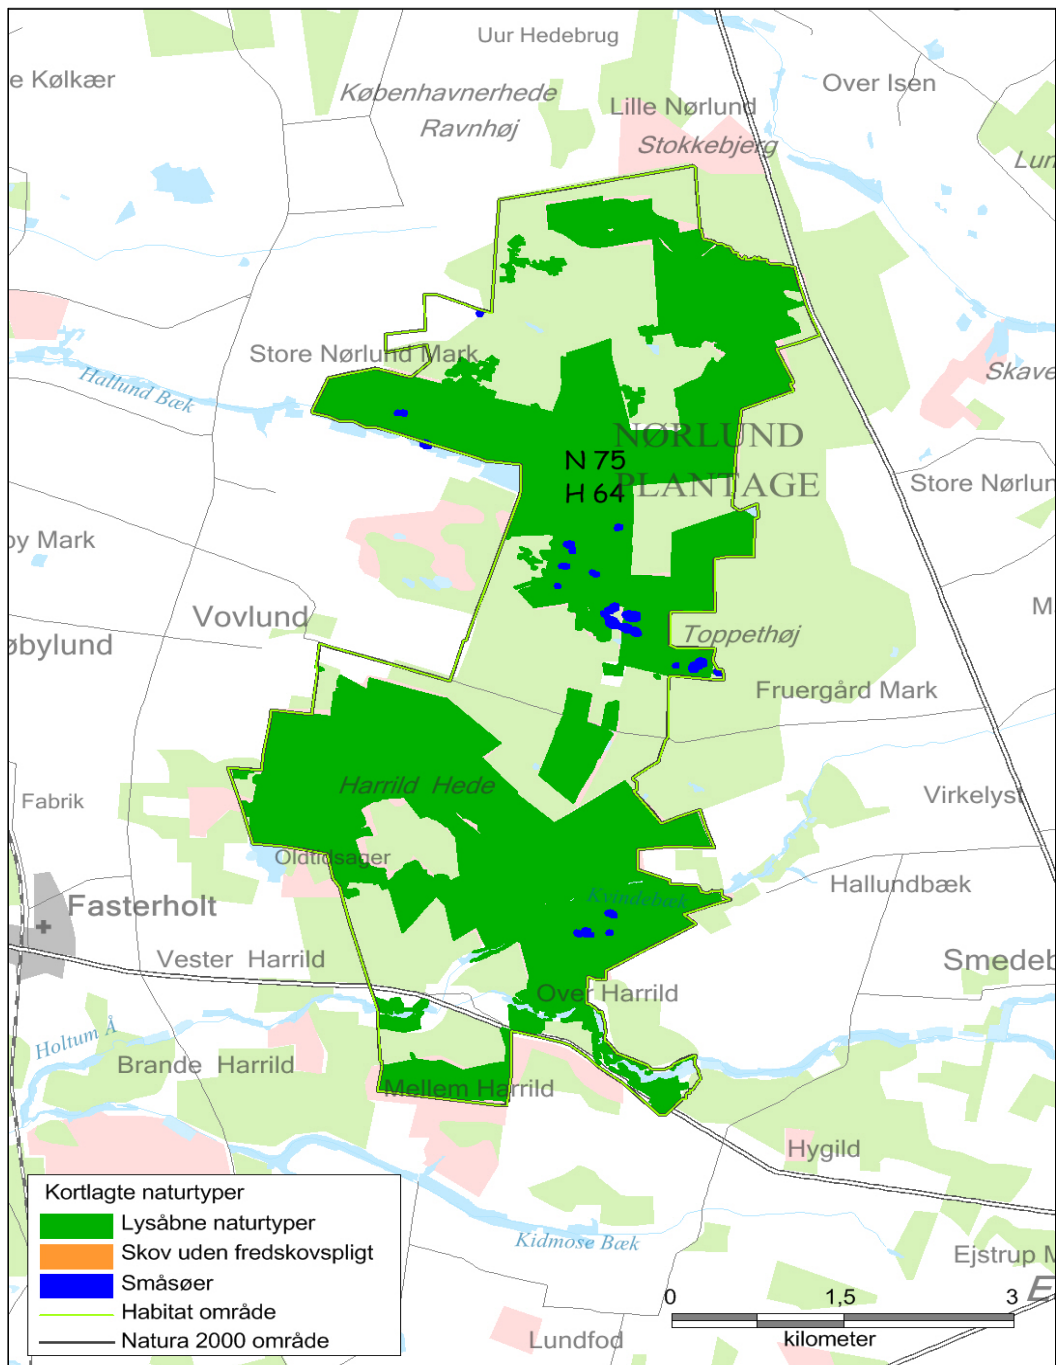 Uur Hedebrug
e Kølkær
Københavnerhede
Ravnhøj
Over Isen
Lille Nørlund
Stokkebjerg
Lun
Store Nørlund Mark
Hallund Bæk
Skave
NØRLUND
PLANTAGE
N 75
H 64
Store Nørlun
by Mark
Vovlund
øbylund
M
Toppethøj
Fruergård Mark
Fabrik
Harrild Hede
Virkelyst
Oldtidsager
Fasterholt
Kvindebæk
Hallundbæk
Vester Harrild
Smedeb
Over Harrild
Holtum Å
Brande Harrild
Mellem Harrild
Hygild
Kortlagte naturtyper
Lysåbne naturtyper
Skov uden fredskovspligt
Småsøer
Habitat område
Natura 2000 område
Kidmose Bæk
Ejstrup M
E
0 1,5 3
kilometer
Lundfod